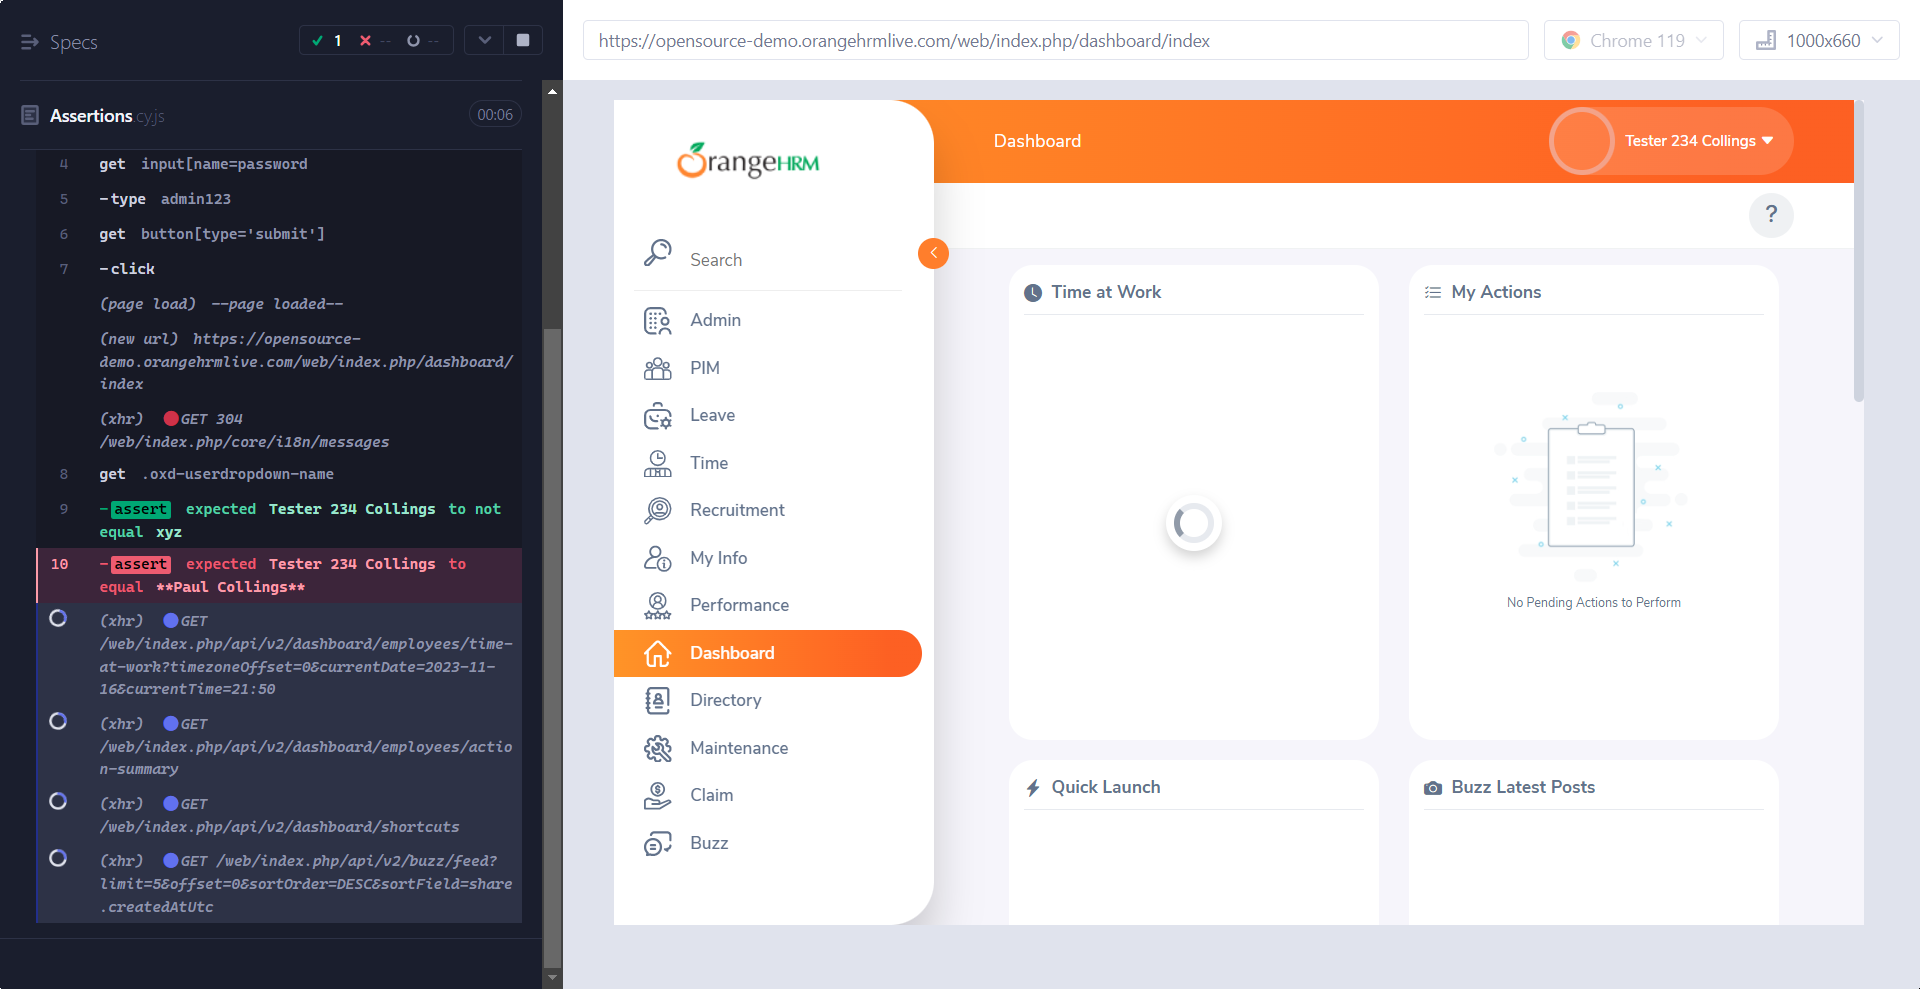 Specs
1 -- --
Assertions.cy.js
00:06
4 get input[name=password
5 -type admin123
6 get button[type='submit']
7 -click
(page load) --page loaded--
(new url) https://opensource-
demo.orangehrmlive.com/web/index.php/dashboard/
index
(xhr) GET 304
/web/index.php/core/i18n/messages
8 get .oxd-userdropdown-name
9 -assert expected Tester 234 Collings to not
equal xyz
10 -assert expected Tester 234 Collings to
equal **Paul Collings**
(xhr) GET
/web/index.php/api/v2/dashboard/employees/time-
at-work?timezoneOffset=0&currentDate=2023-11-
16&currentTime=21:50
(xhr) GET
/web/index.php/api/v2/dashboard/employees/actio
n-summary
(xhr) GET
/web/index.php/api/v2/dashboard/shortcuts
(xhr) GET /web/index.php/api/v2/buzz/feed?
limit=5&offset=0&sortOrder=DESC&sortField=share
.createdAtUtc
https://opensource-demo.orangehrmlive.com/web/index.php/dashboard/index
Chrome 119
1000x660
OrangeHRM
Search
Admin
PIM
Leave
Time
Recruitment
My Info
Performance
Dashboard
Directory
Maintenance
Claim
Buzz
Dashboard
Tester 234 Collings
?
Time at Work
My Actions
No Pending Actions to Perform
Quick Launch
Buzz Latest Posts